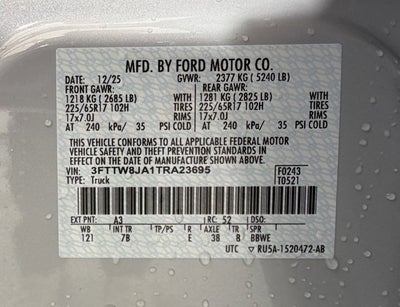 MFD. BY FORD MOTOR CO.
DATE: 12/25 GVWR: 2377 KG ( 5240 LB)
FRONT GAWR: REAR GAWR:
1218 KG ( 2685 LB) WITH 1281 KG ( 2825 LB) WITH
225/65R17 102H TIRES 225/65R17 102H TIRES
17x7.0J RIMS 17x7.0J RIMS
AT 240 kPa/ 35 PSI COLD AT 240 kPa/ 35 PSI COLD
THIS VEHICLE CONFORMS TO ALL APPLICABLE FEDERAL MOTOR
VEHICLE SAFETY AND THEFT PREVENTION STANDARDS IN EFFECT
ON THE DATE OF MANUFACTURE SHOWN ABOVE.
VIN: 3FTTW8JA1TRA23695 F0243
TYPE: Truck T0521
EXT PNT: A3 RC: 52 DSO:
WB INT TR TP/PS R AXLE TR SPR
121 7B E 38 B BBWE
UTC ▽ RU5A-1520472-AB